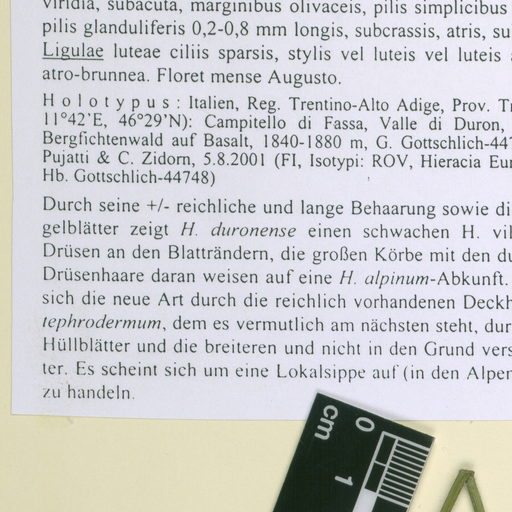 viridia, subacuta, marginibus olivaceis, pilis simplicibus
pilis glanduliferis 0,2-0,8 mm longis, subcrassis, atris, su
Ligulae luteae ciliis sparsis, stylis vel luteis vel luteis
atro-brunnea. Floret mense Augusto.
Holotypus: Italien, Reg. Trentino-Alto Adige, Prov. Tr
11°42'E, 46°29'N): Campitello di Fassa, Valle di Duron,
Bergfichtenwald auf Basalt, 1840-1880 m, G. Gottschlich-447
Pujatti & C. Zidorn, 5.8.2001 (FI, Isotypi: ROV, Hieracia Eur
Hb. Gottschlich-44748)
Durch seine +/- reichliche und lange Behaarung sowie di
gelblätter zeigt H. duronense einen schwachen H. vil
Drüsen an den Blatträndern, die großen Körbe mit den du
Drüsenhaare daran weisen auf eine H. alpinum-Abkunft.
sich die neue Art durch die reichlich vorhandenen Deckh
tephrodermum, dem es vermutlich am nächsten steht, dur
Hüllblätter und die breiteren und nicht in den Grund vers
ter. Es scheint sich um eine Lokalsippe auf (in den Alpen
zu handeln.
cm
0
1